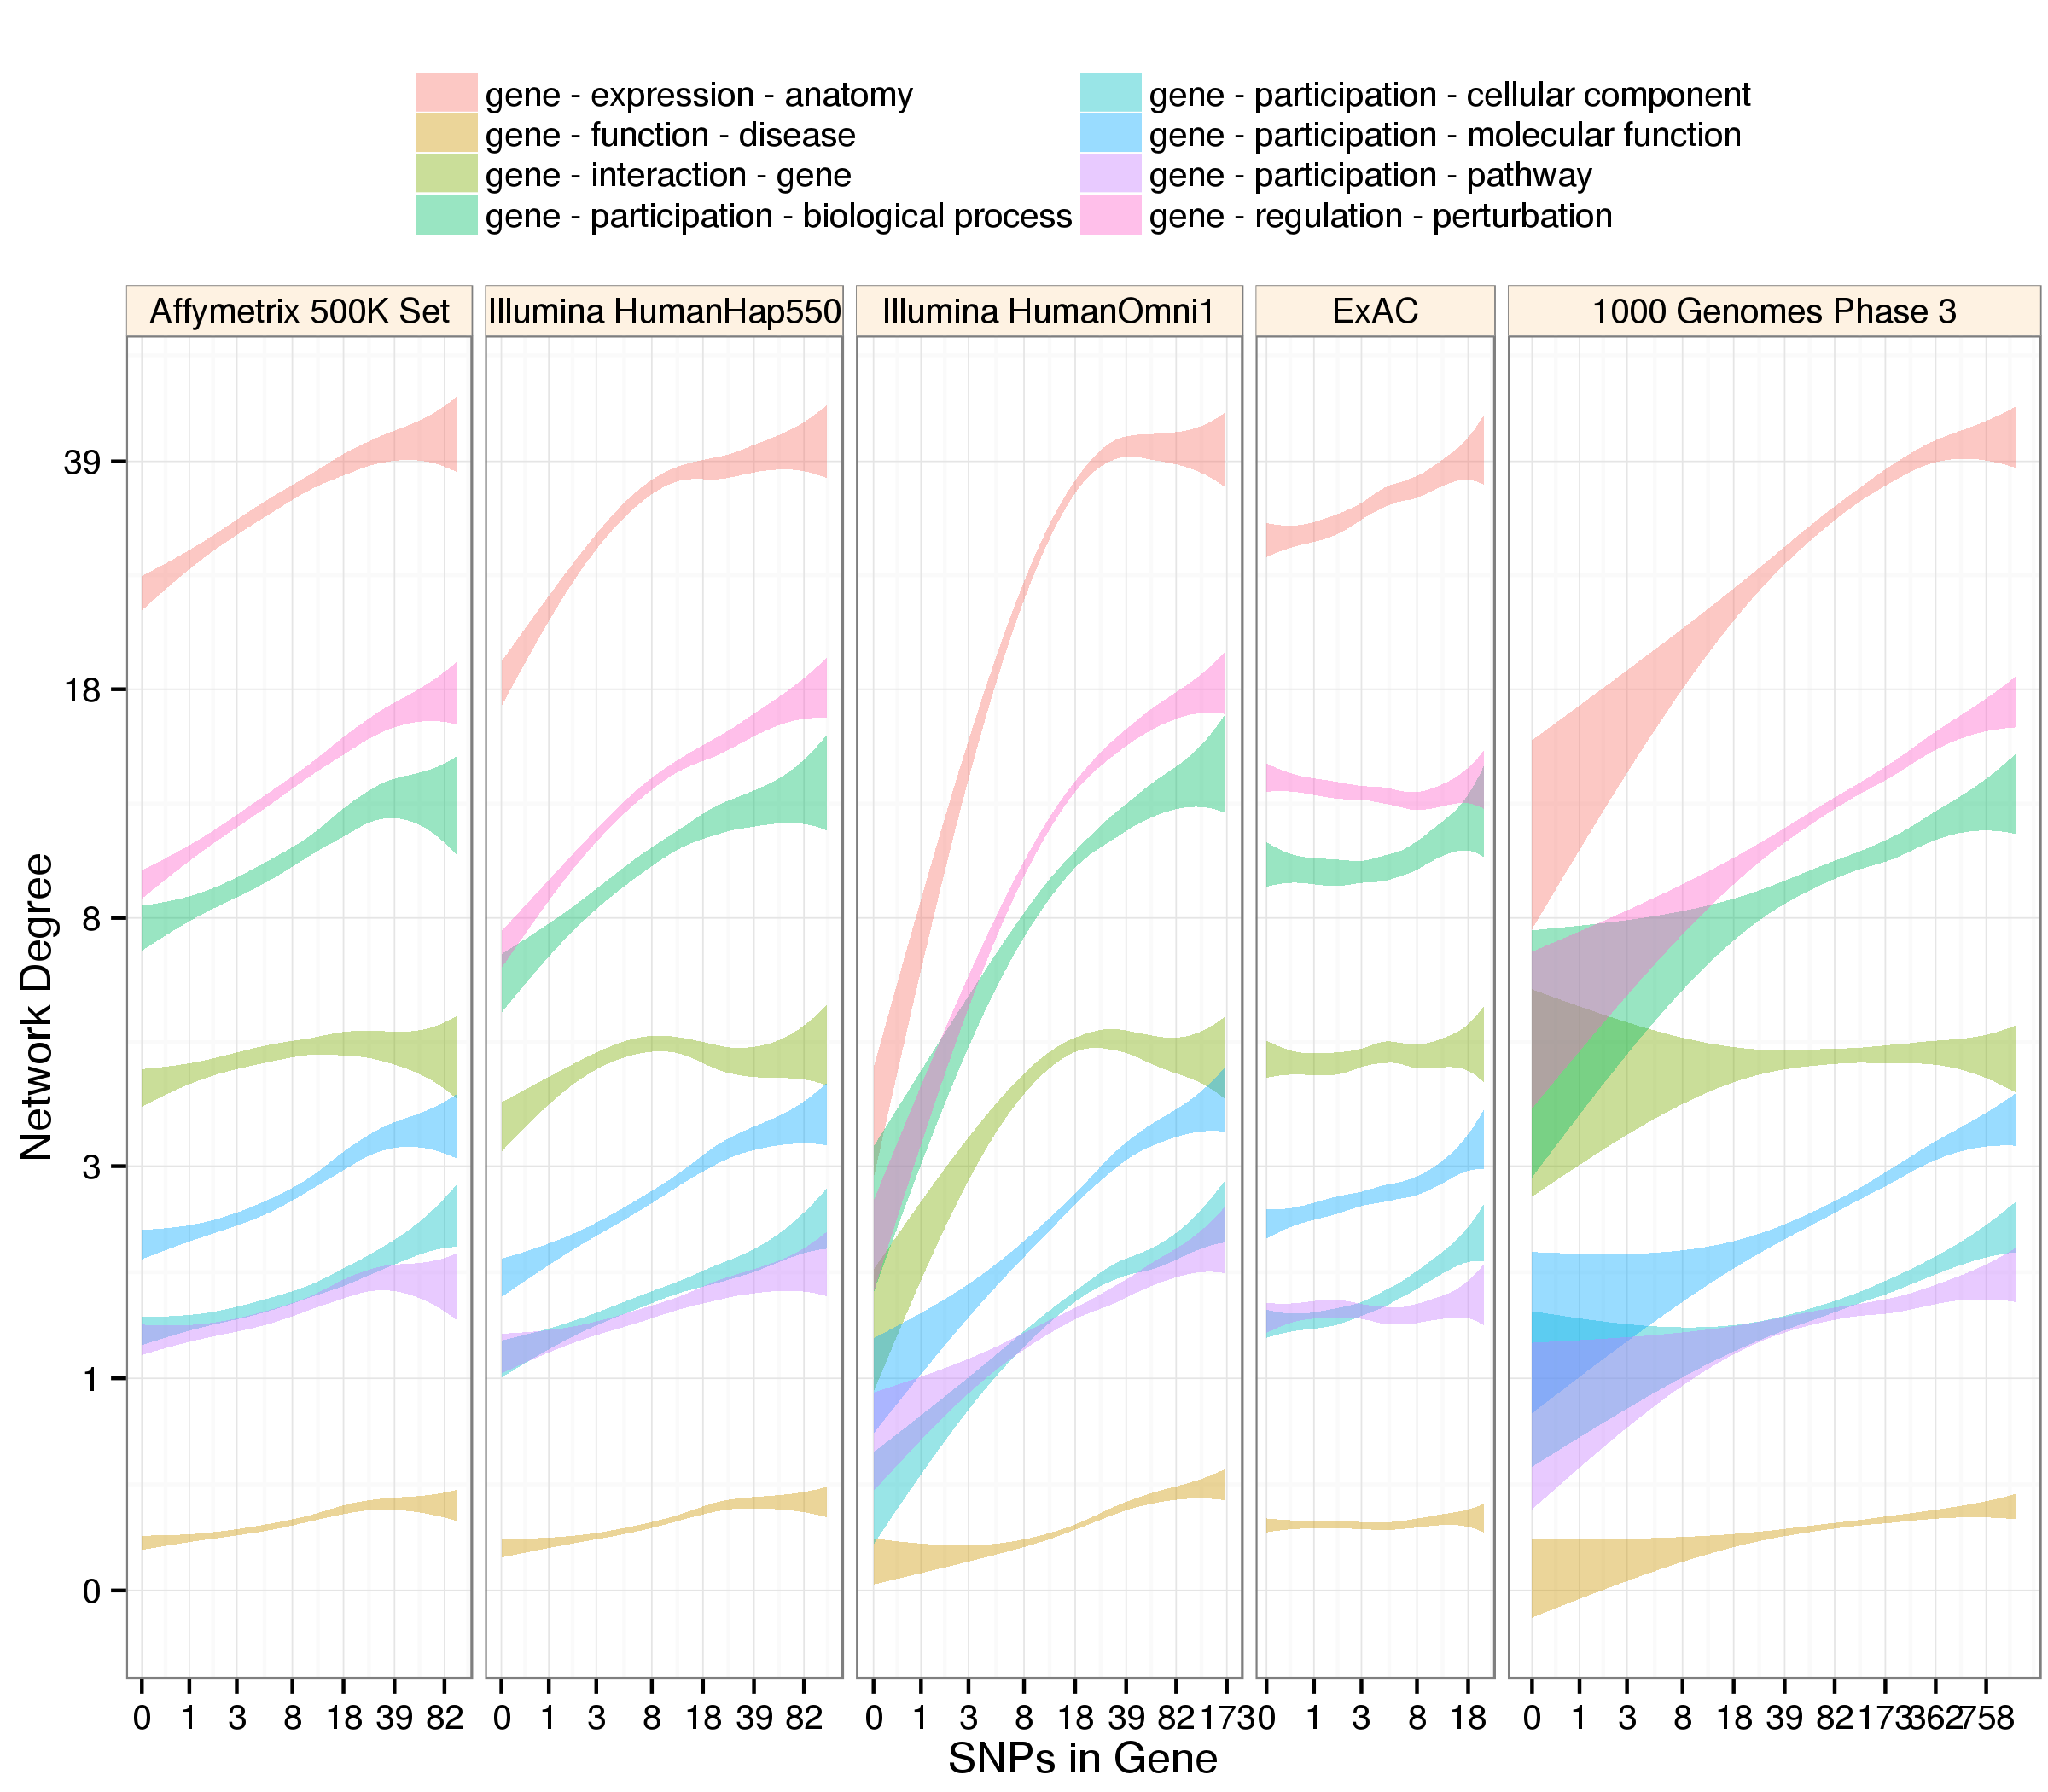 gene - expression - anatomy
gene - function - disease
gene - interaction - gene
gene - participation - biological process
gene - participation - cellular component
gene - participation - molecular function
gene - participation - pathway
gene - regulation - perturbation
Affymetrix 500K Set
Illumina HumanHap550
Illumina HumanOmni1
ExAC
1000 Genomes Phase 3
Network Degree
39
18
8
3
1
0
0 1 3 8 18 39 82
0 1 3 8 18 39 82
0 1 3 8 18 39 82 173
0 1 3 8 18
0 1 3 8 18 39 82 173 362 758
SNPs in Gene